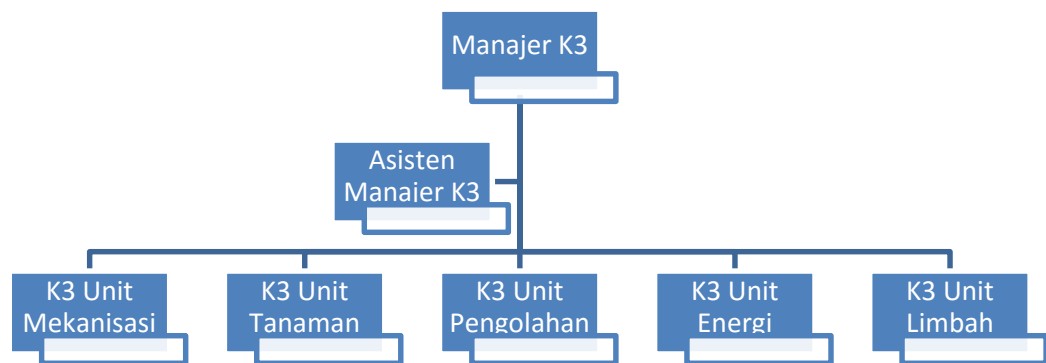 Manajer K3
Asisten
Manajer K3
K3 Unit
Mekanisasi
K3 Unit
Tanaman
K3 Unit
Pengolahan
K3 Unit
Energi
K3 Unit
Limbah